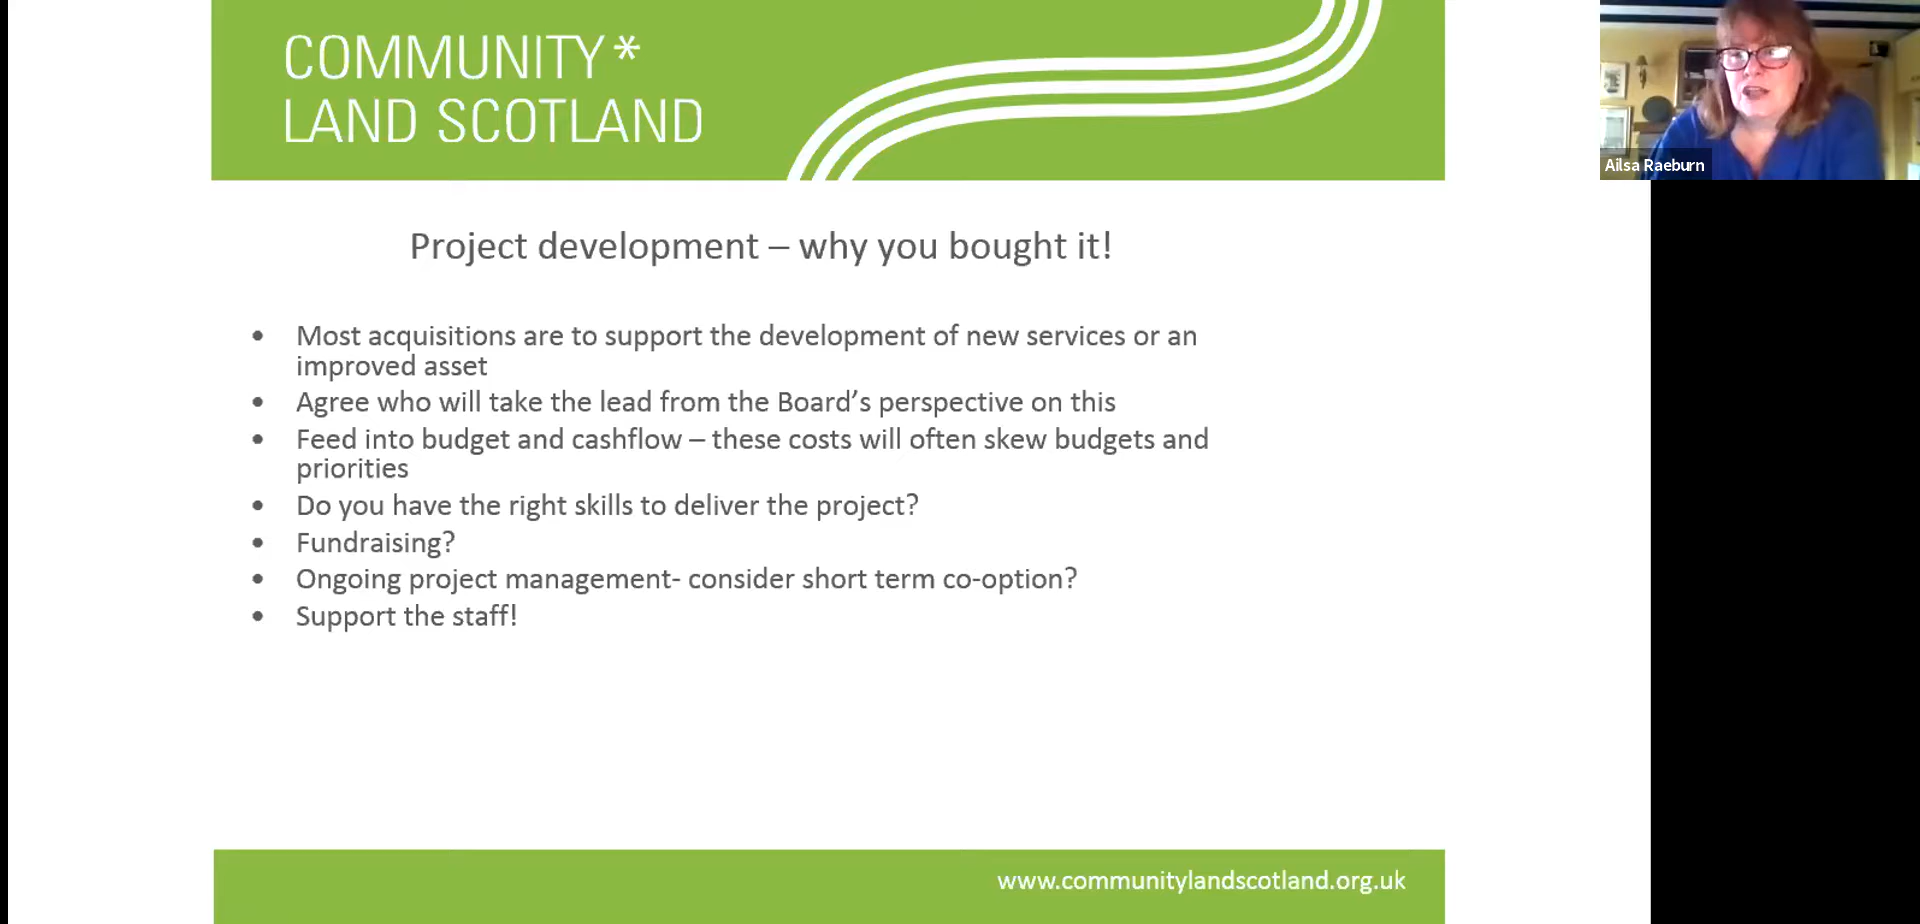 COMMUNITY*
LAND SCOTLAND
Ailsa Raeburn
Project development – why you bought it!
• Most acquisitions are to support the development of new services or an
improved asset
• Agree who will take the lead from the Board’s perspective on this
• Feed into budget and cashflow – these costs will often skew budgets and
priorities
• Do you have the right skills to deliver the project?
• Fundraising?
• Ongoing project management- consider short term co-option?
• Support the staff!
www.communitylandscotland.org.uk